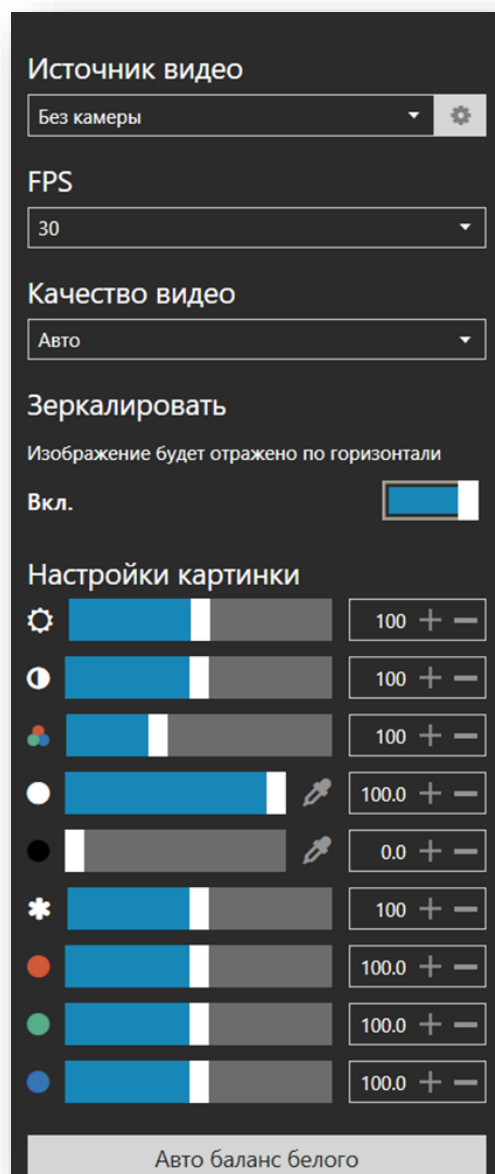 Источник видео
Без камеры
FPS
30
Качество видео
Авто
Зеркалировать
Изображение будет отражено по горизонтали
Вкл.
Настройки картинки
100
100
100
100.0
0.0
100
100.0
100.0
100.0
Авто баланс белого